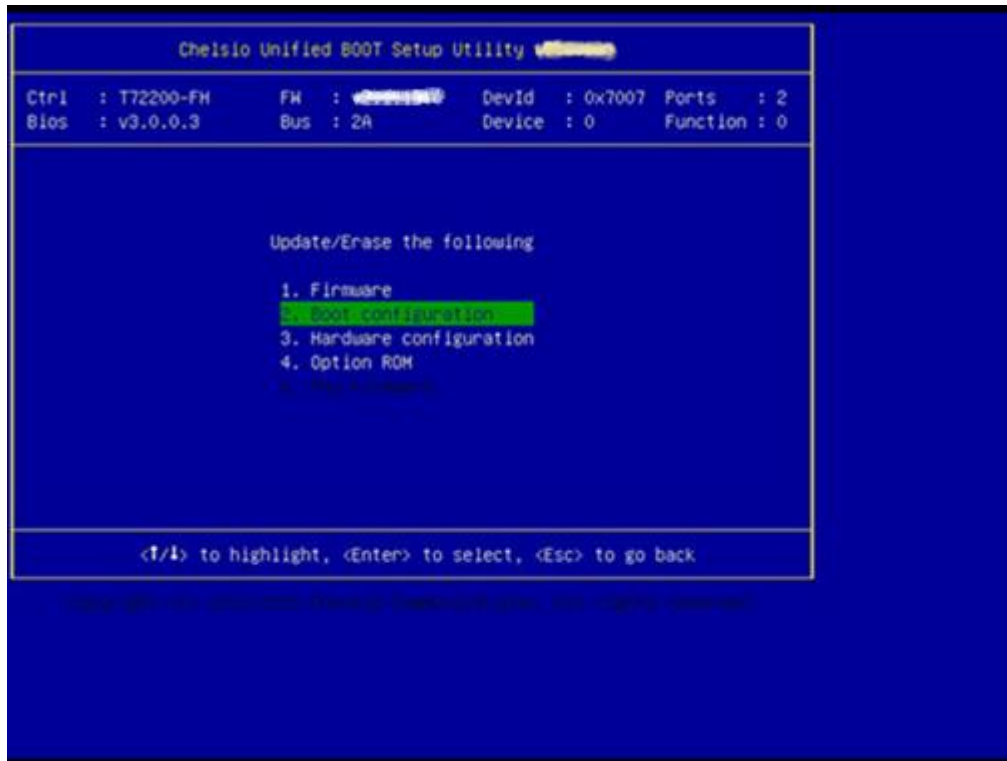 Chelsio Unified BOOT Setup Utility
Ctrl : T72200-FH FW : DevId : 0x7007 Ports : 2
Bios : v3.0.0.3 Bus : 2A Device : 0 Function : 0
Update/Erase the following
1. Firmware
2. Boot configuration
3. Hardware configuration
4. Option ROM
<↑/↓> to highlight, <Enter> to select, <Esc> to go back